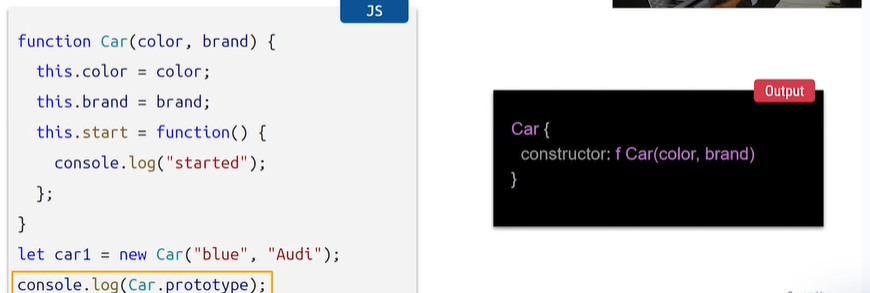 JS
function Car(color, brand) {
this.color = color;
this.brand = brand;
this.start = function() {
console.log("started");
};
}
let car1 = new Car("blue", "Audi");
console.log(Car.prototype);
Output
Car {
constructor: f Car(color, brand)
}